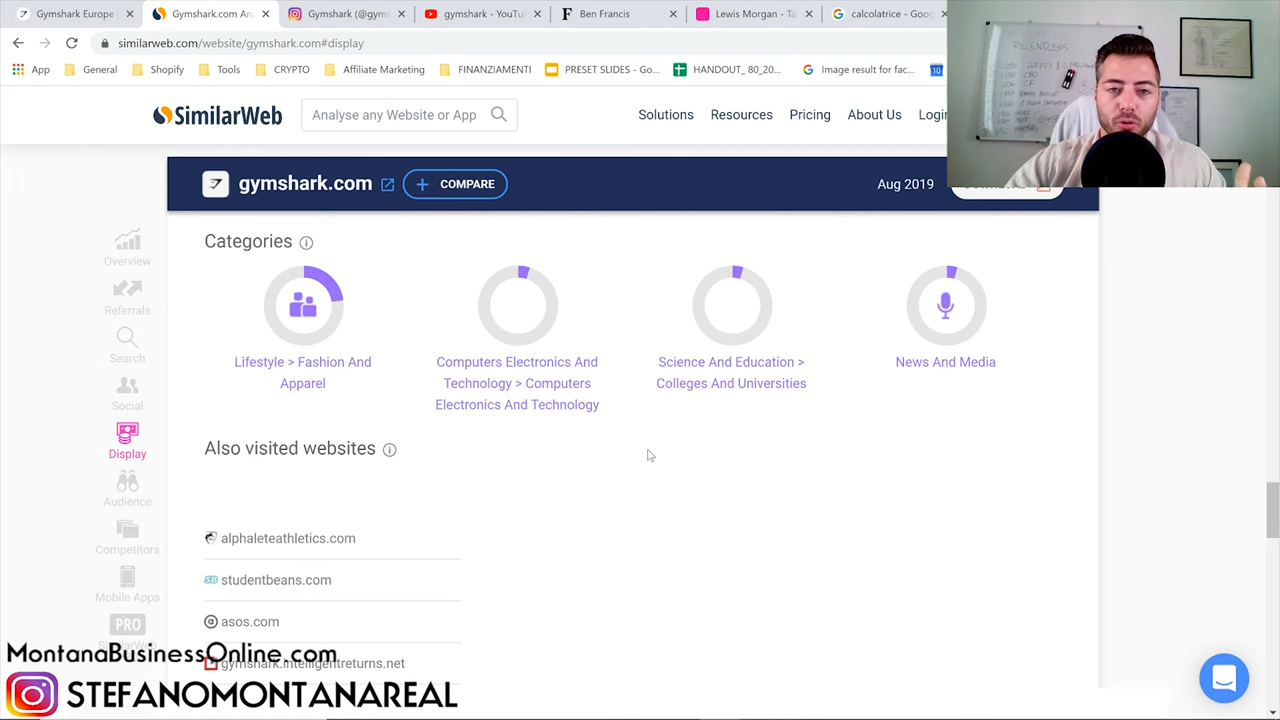 Gymshark Europe |
Gymshark.com An
Gymshark (@gyms
gymshark - YouTu
Ben Francis
Lewis Morgan - Ta
calcolatrice - Goog
similarweb.com/website/gymshark.com#display
App
General
Shopify
Tools
CRYPTO
Affiliate Marketing
FINANZIAMENTI
PRESET SLIDES - G...
HANDOUT_ 80_20...
Image result for fac...
RELENTLESS
SimilarWeb
Analyse any Website or App
Solutions
Resources
Pricing
About Us
Login
gymshark.com
COMPARE
Aug 2019
Overview
Referrals
Search
Social
Display
Audience
Competitors
Mobile Apps
PRO
Categories
Lifestyle > Fashion And
Apparel
Computers Electronics And
Technology > Computers
Electronics And Technology
Science And Education >
Colleges And Universities
News And Media
Also visited websites
alphaleteathletics.com
studentbeans.com
asos.com
gymshark.intelligentreturns.net
MontanaBusinessOnline.com
STEFANOMONTANAREAL